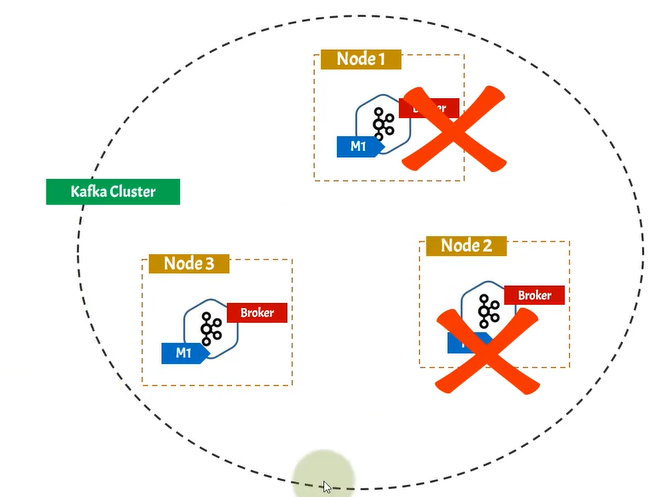 Node 1
M1
Kafka Cluster
Node 2
Broker
Node 3
Broker
M1